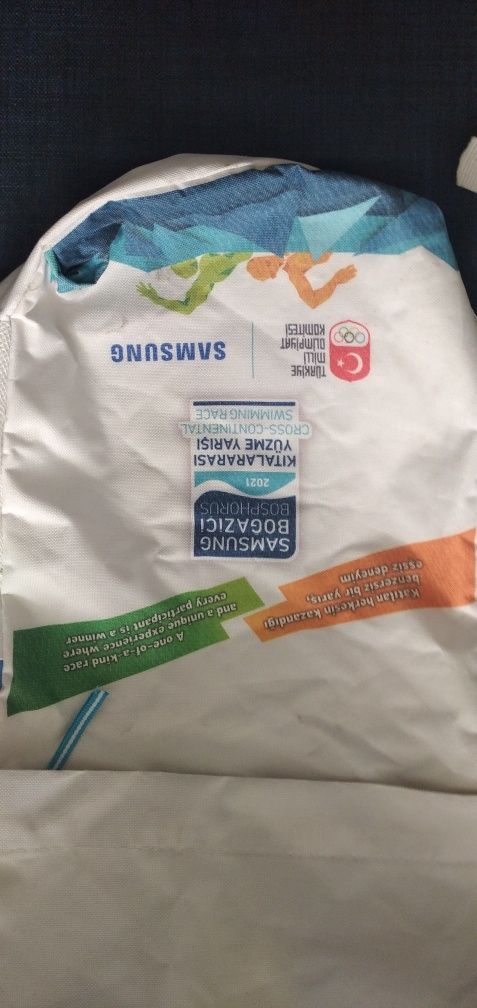 Katılan herkesin kazandığı
benzersiz bir yarış,
eşsiz deneyim
A one-of-a-kind race
and a unique experience where
every participant is a winner
SAMSUNG
BOĞAZİÇİ
BOSPHORUS
2021
KITALARARASI
YÜZME YARIŞI
CROSS-CONTINENTAL
SWIMMING RACE
TÜRKİYE
MİLLİ
OLİMPİYAT
KOMİTESİ
SAMSUNG